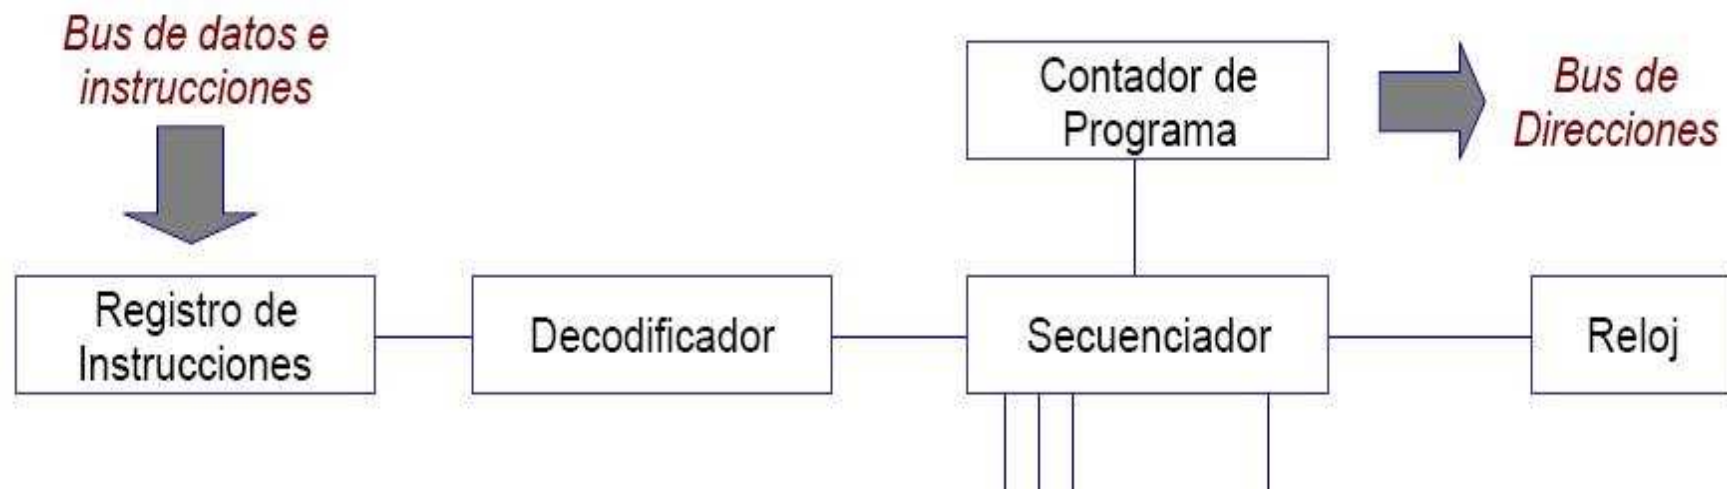 Bus de datos e
instrucciones
Contador de
Programa
Bus de
Direcciones
Registro de
Instrucciones
Decodificador
Secuenciador
Reloj